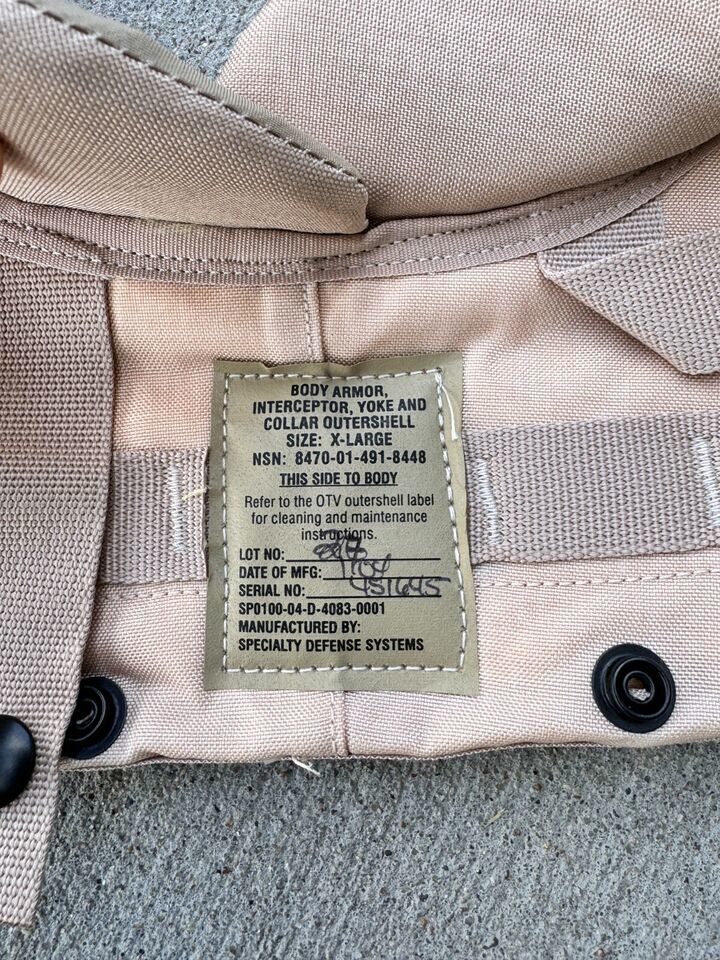 BODY ARMOR,
INTERCEPTOR, YOKE AND
COLLAR OUTERSHELL
SIZE: X-LARGE
NSN: 8470-01-491-8448
THIS SIDE TO BODY
Refer to the OTV outershell label
for cleaning and maintenance
instructions.
LOT NO:
DATE OF MFG:
SERIAL NO: 451645
SP0100-04-D-4083-0001
MANUFACTURED BY:
SPECIALTY DEFENSE SYSTEMS